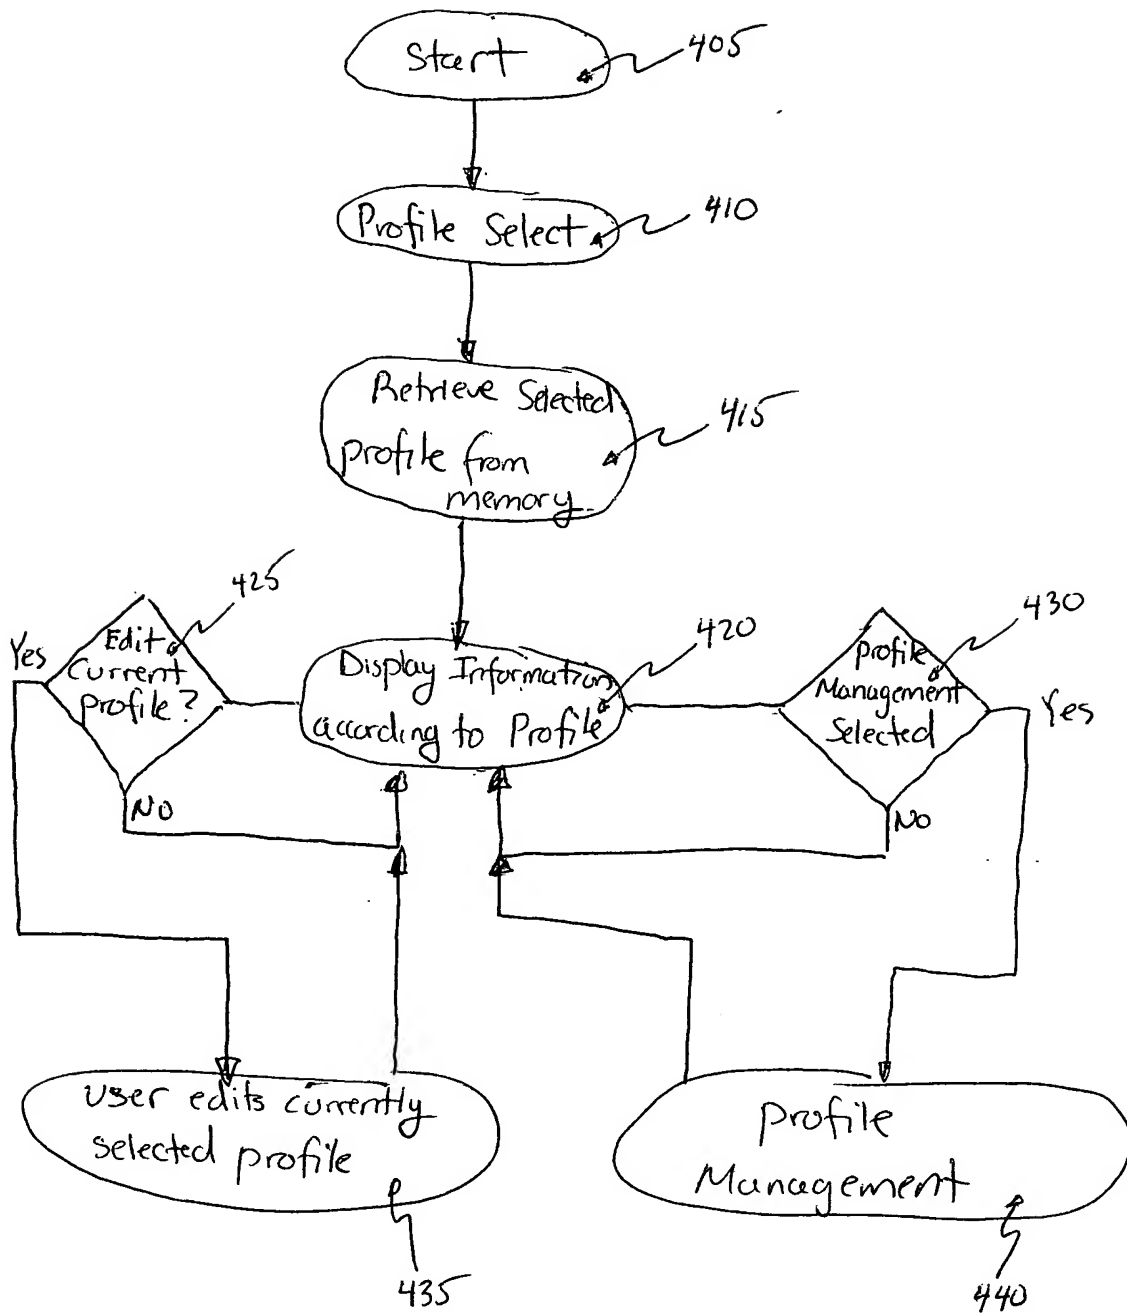 Start
405
Profile Select
410
Retrieve Selected
profile from
memory
415
425
Edit
Current
profile?
Yes
No
Display Information
according to Profile
420
430
Profile
Management
Selected
Yes
No
User edits currently
selected profile
435
Profile
Management
440